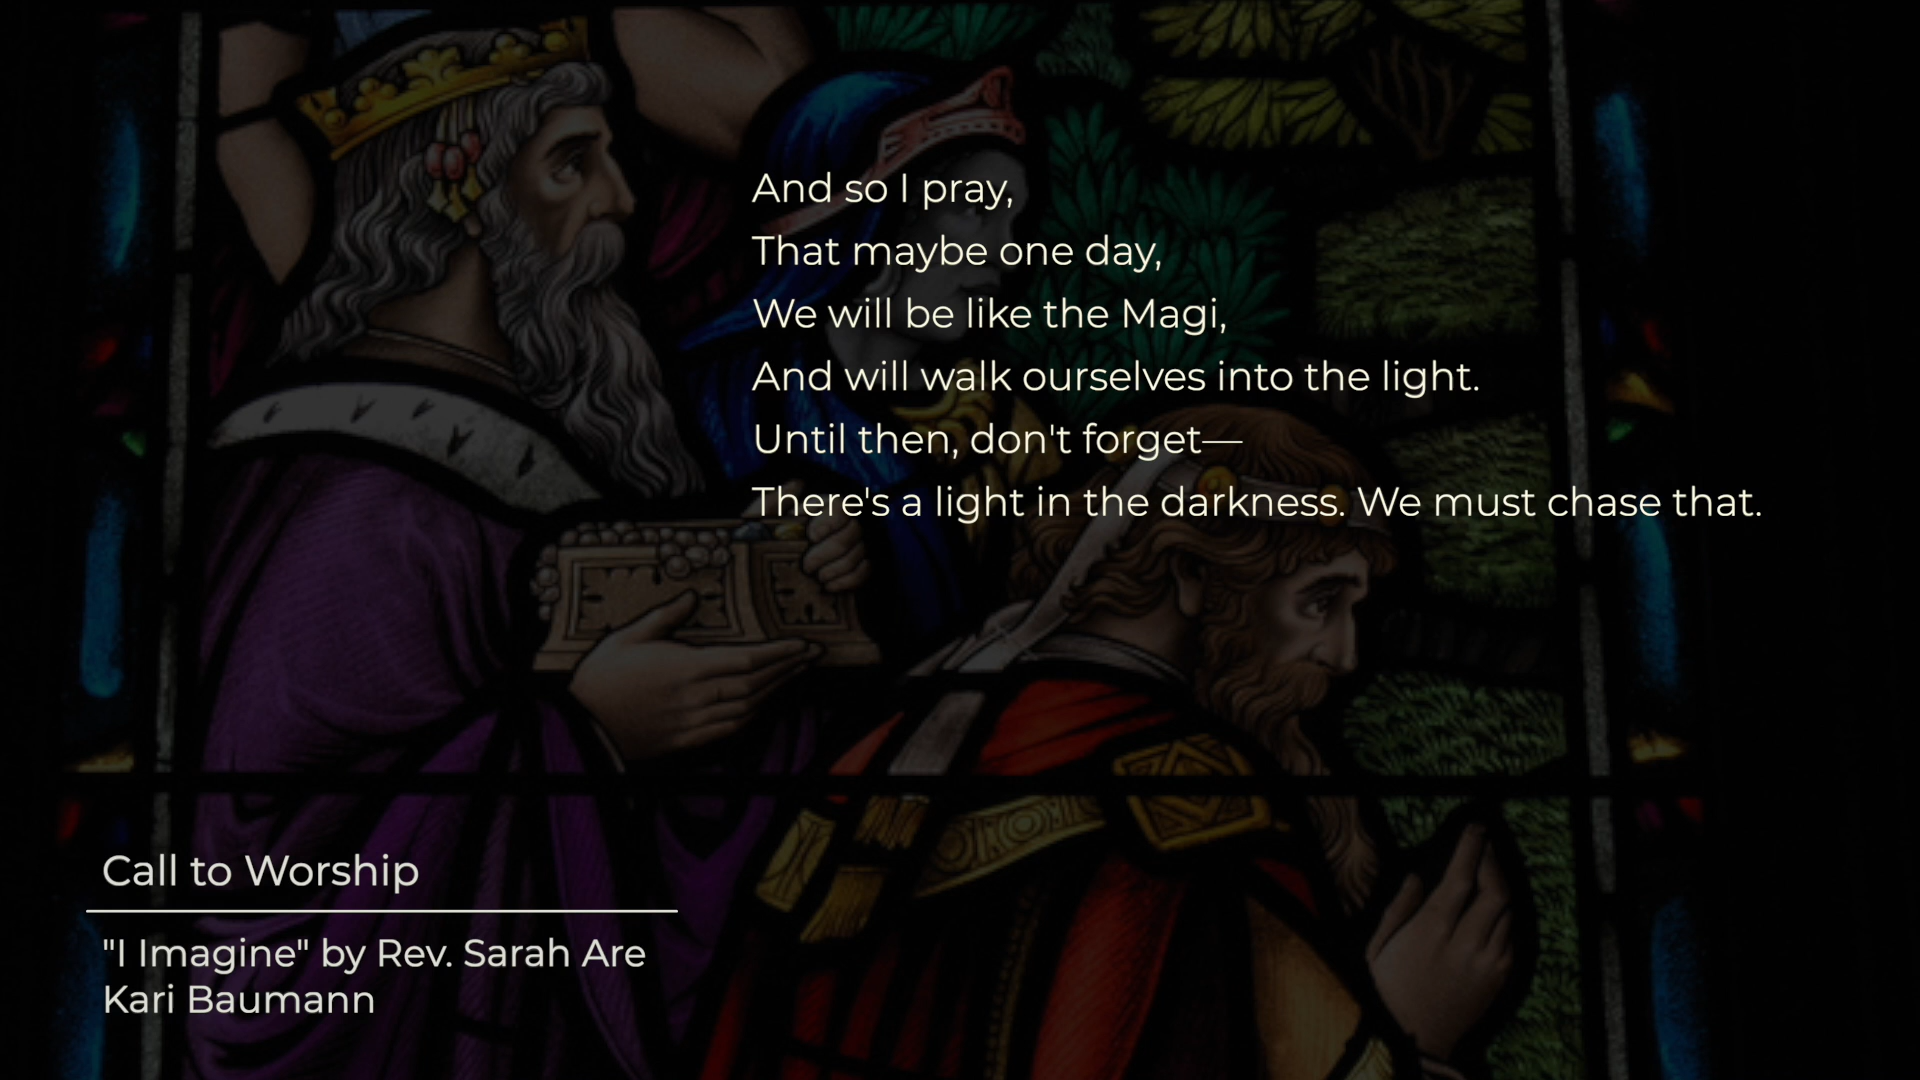 And so I pray,
That maybe one day,
We will be like the Magi,
And will walk ourselves into the light.
Until then, don't forget—
There's a light in the darkness. We must chase that.
Call to Worship
"I Imagine" by Rev. Sarah Are
Kari Baumann